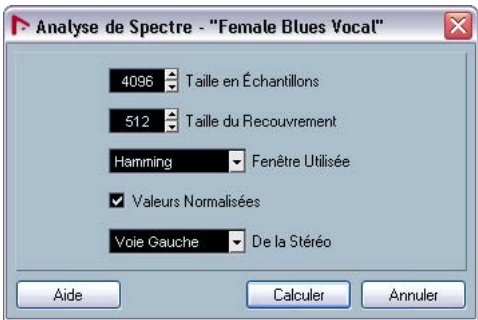 Analyse de Spectre - "Female Blues Vocal"
4096 Taille en Échantillons
512 Taille du Recouvrement
Hamming Fenêtre Utilisée
Valeurs Normalisées
Voie Gauche De la Stéréo
Aide Calculer Annuler